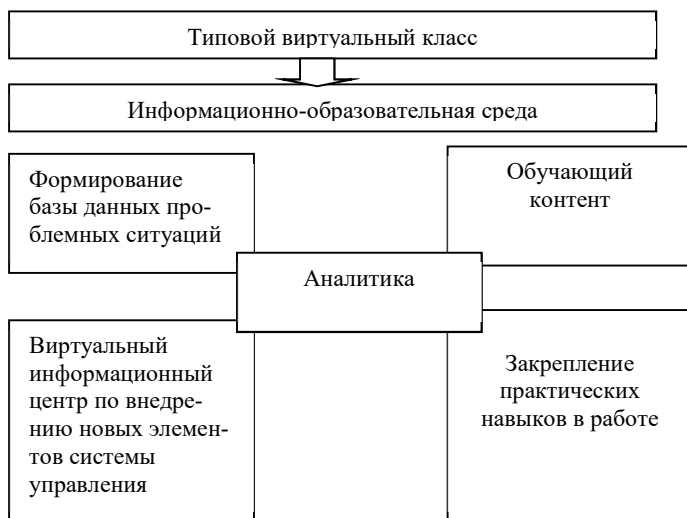 Типовой виртуальный класс
Информационно-образовательная среда
Формирование
базы данных про-
блемных ситуаций
Обучающий
контент
Аналитика
Виртуальный
информационный
центр по внедре-
нию новых элемен-
тов системы
управления
Закрепление
практических
навыков в работе